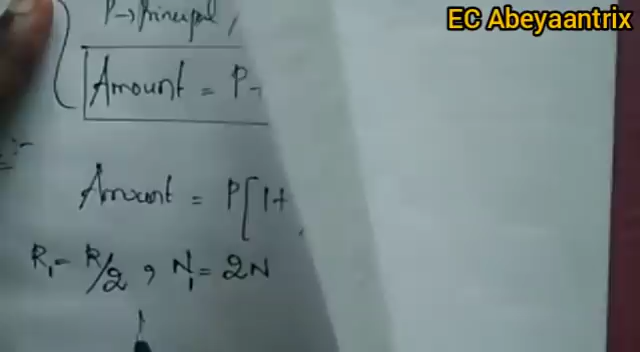 EC Abeyaantrix
P → Principal,
Amount = P
Amount = P[1+
R₁ = R/2, N₁ = 2N